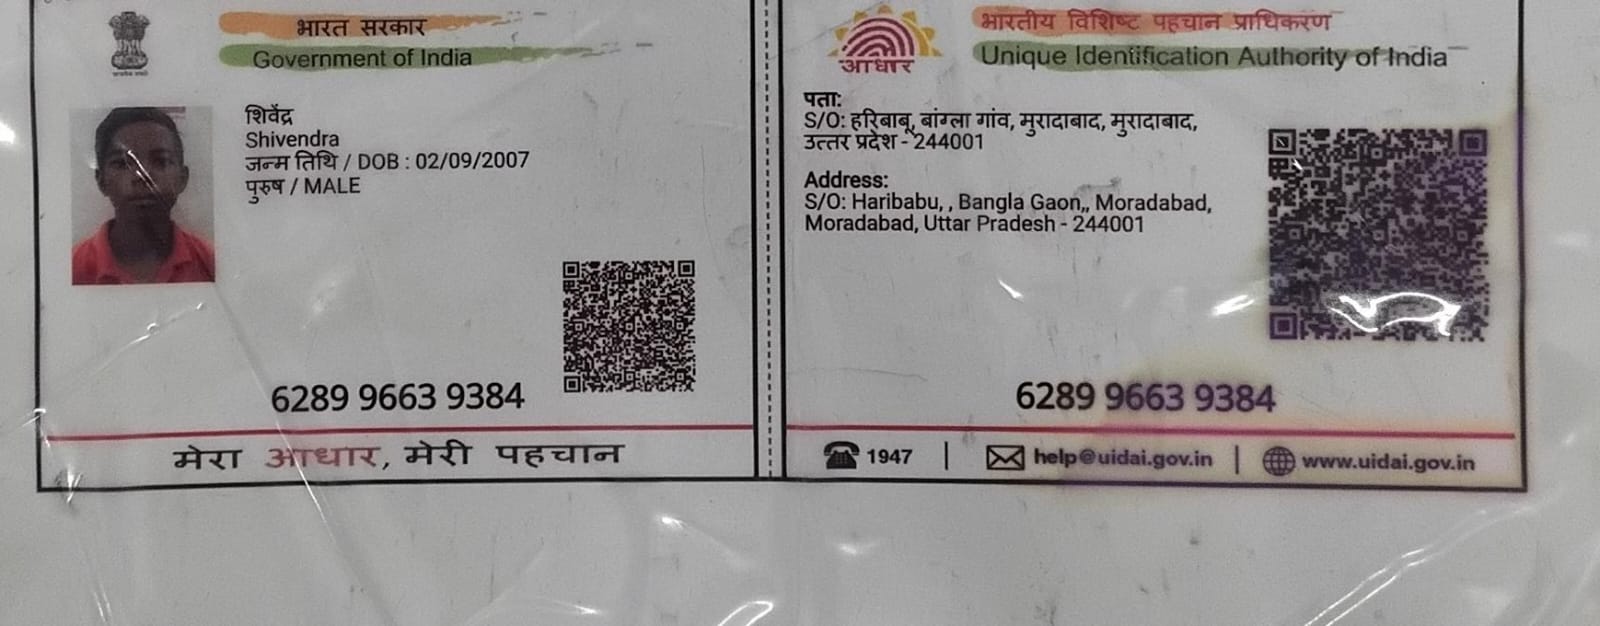 भारत सरकार
Government of India
शिवेंद्र
Shivendra
जन्म तिथि / DOB : 02/09/2007
पुरुष / MALE
6289 9663 9384
मेरा आधार, मेरी पहचान
आधार
भारतीय विशिष्ट पहचान प्राधिकरण
Unique Identification Authority of India
पता:
S/O: हरिबाबू, बांग्ला गांव, मुरादाबाद, मुरादाबाद,
उत्तर प्रदेश - 244001
Address:
S/O: Haribabu, , Bangla Gaon,, Moradabad,
Moradabad, Uttar Pradesh - 244001
6289 9663 9384
1947 | help@uidai.gov.in | www.uidai.gov.in